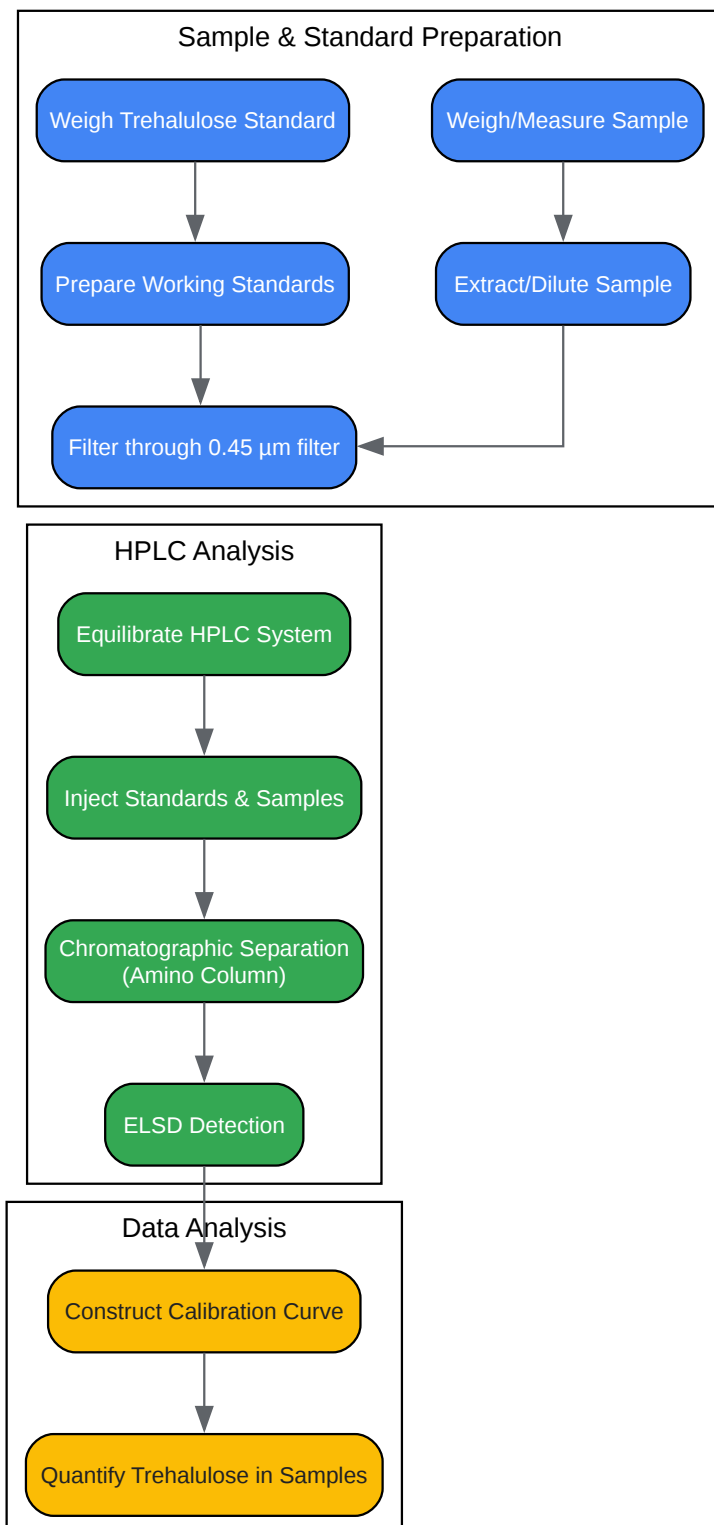 Sample & Standard Preparation
Weigh Trehalulose Standard
Weigh/Measure Sample
Prepare Working Standards
Extract/Dilute Sample
Filter through 0.45 µm filter
HPLC Analysis
Equilibrate HPLC System
Inject Standards & Samples
Chromatographic Separation
(Amino Column)
ELSD Detection
Data Analysis
Construct Calibration Curve
Quantify Trehalulose in Samples